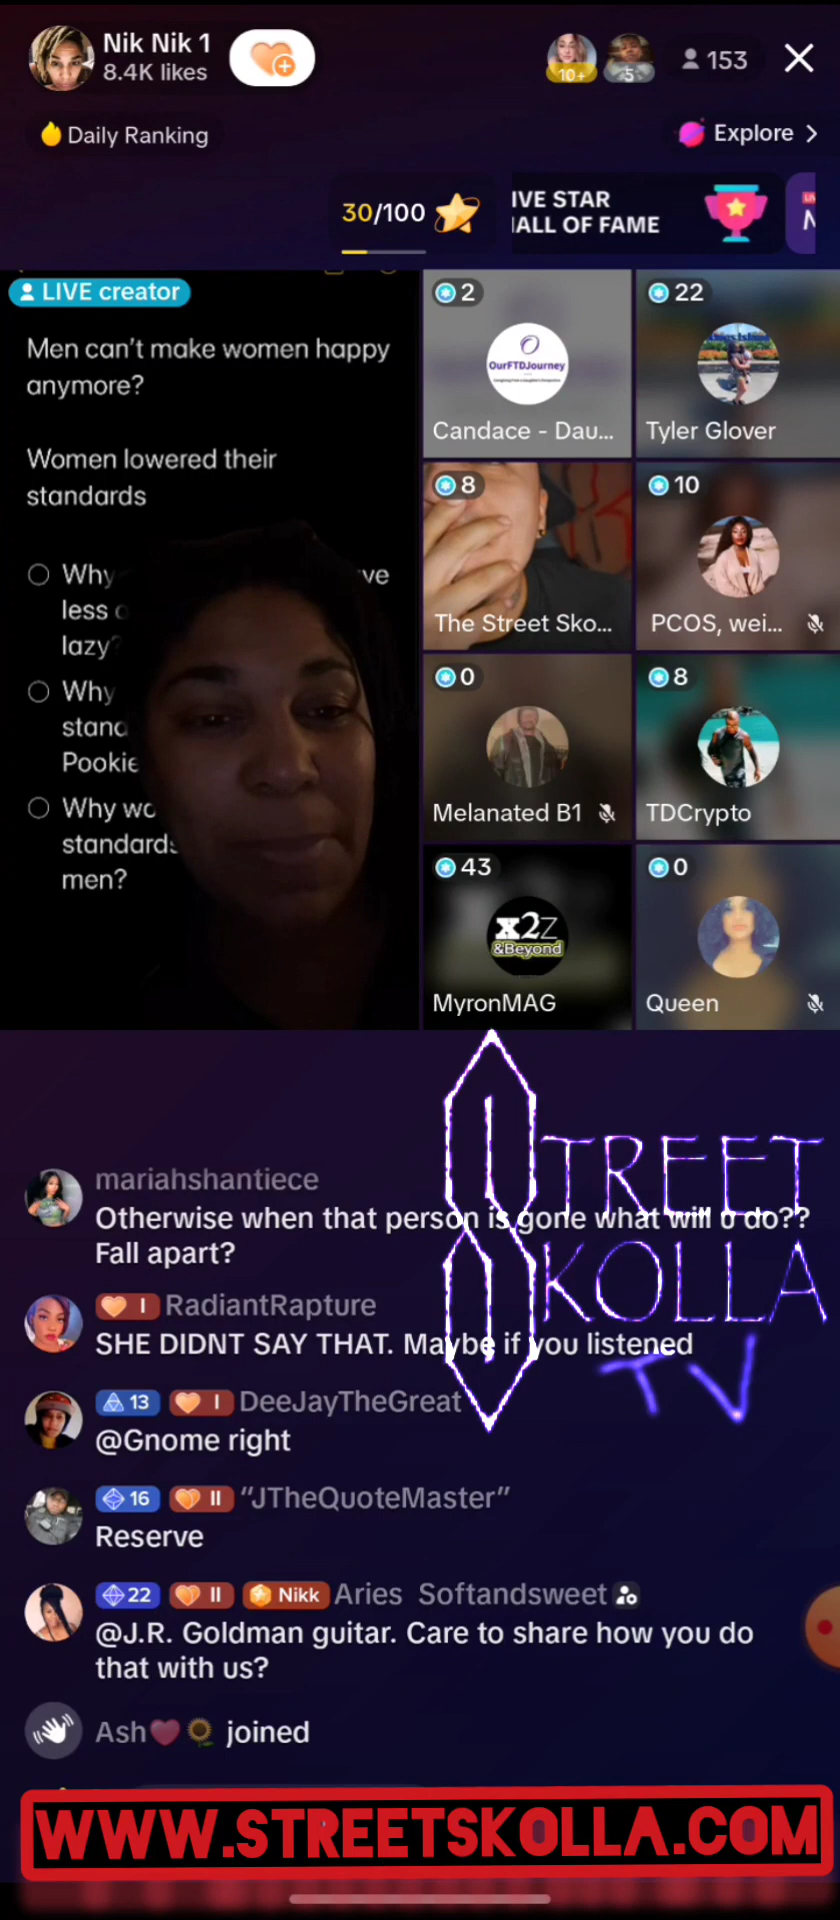 Nik Nik 1
8.4K likes
10+
5
153
Daily Ranking
Explore
30/100
IVE STAR
ALL OF FAME
LIVE creator
Men can't make women happy
anymore?
Women lowered their
standards
Why
less
lazy?
Why
Pookie
Why
standards
men?
2
OurFTDJourney
Candace - Dau...
22
Tyler Glover
8
The Street Sko...
10
PCOS, wei...
0
Melanated B1
8
TDCrypto
43
x2z
&Beyond
MyronMAG
0
Queen
STREET
SKOLLA
TV
mariahshantiece
Otherwise when that person is gone what will u do??
Fall apart?
I RadiantRapture
SHE DIDNT SAY THAT. Maybe if you listened
13 I DeeJayTheGreat
@Gnome right
16 II “JTheQuoteMaster”
Reserve
22 II Nikk Aries Softandsweet
@J.R. Goldman guitar. Care to share how you do
that with us?
Ash joined
WWW.STREETSKOLLA.COM